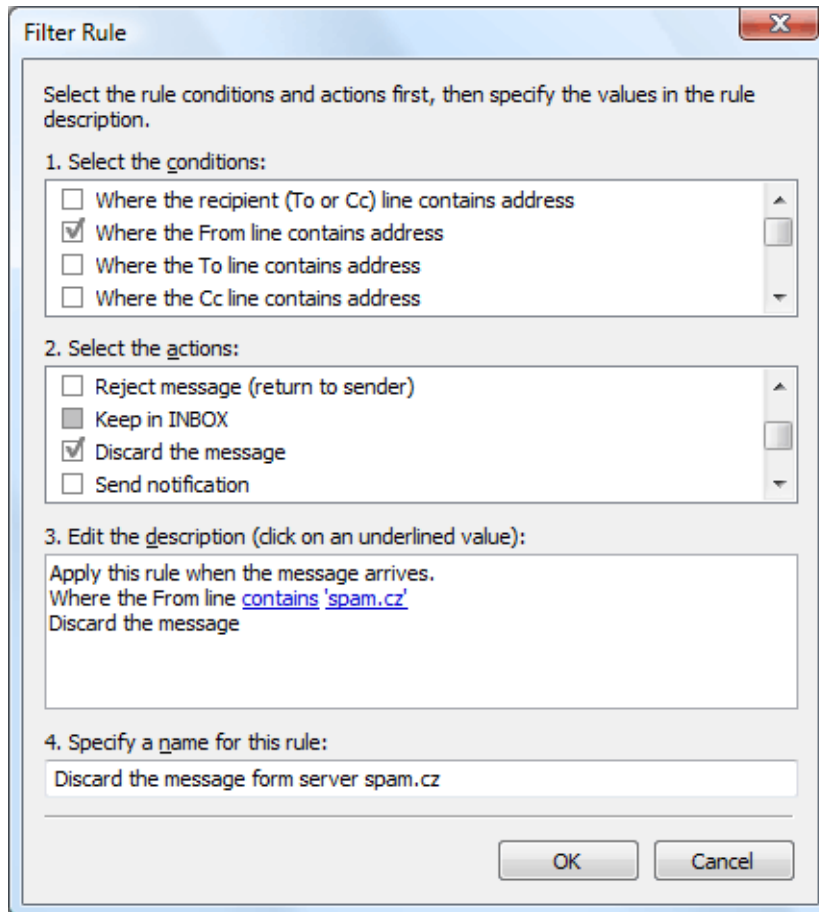 Filter Rule
Select the rule conditions and actions first, then specify the values in the rule
description.
1. Select the conditions:
Where the recipient (To or Cc) line contains address
Where the From line contains address
Where the To line contains address
Where the Cc line contains address
2. Select the actions:
Reject message (return to sender)
Keep in INBOX
Discard the message
Send notification
3. Edit the description (click on an underlined value):
Apply this rule when the message arrives.
Where the From line contains 'spam.cz'
Discard the message
4. Specify a name for this rule:
Discard the message form server spam.cz
OK Cancel